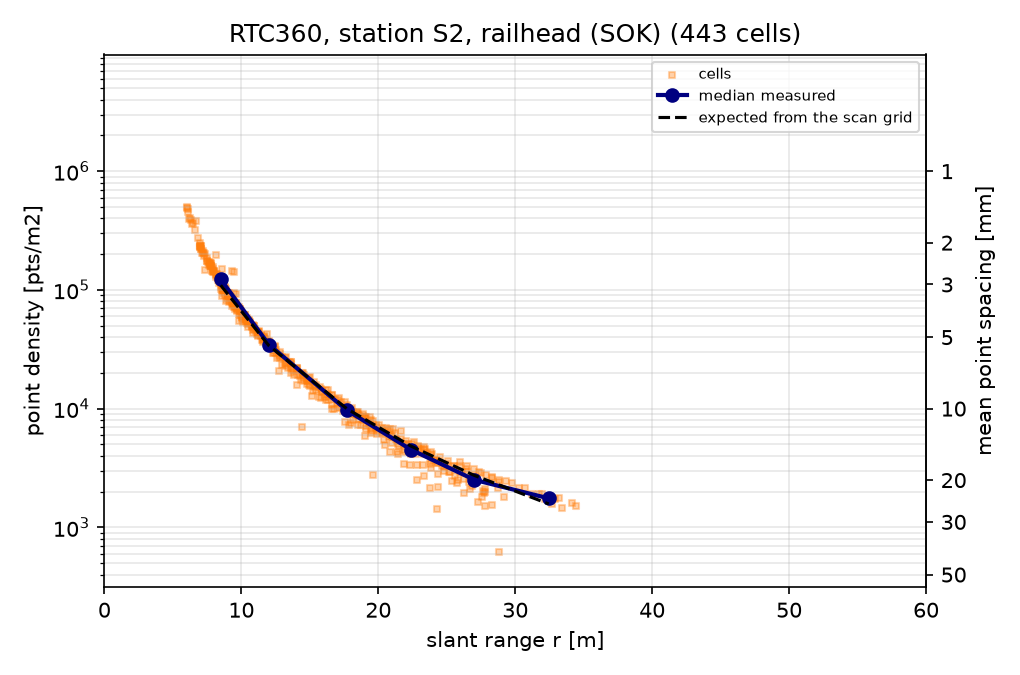 RTC360, station S2, railhead (SOK) (443 cells)
cells
median measured
expected from the scan grid
point density [pts/m2]
10^6
10^5
10^4
10^3
1
2
3
5
10
20
30
50
mean point spacing [mm]
0 10 20 30 40 50 60
slant range r [m]